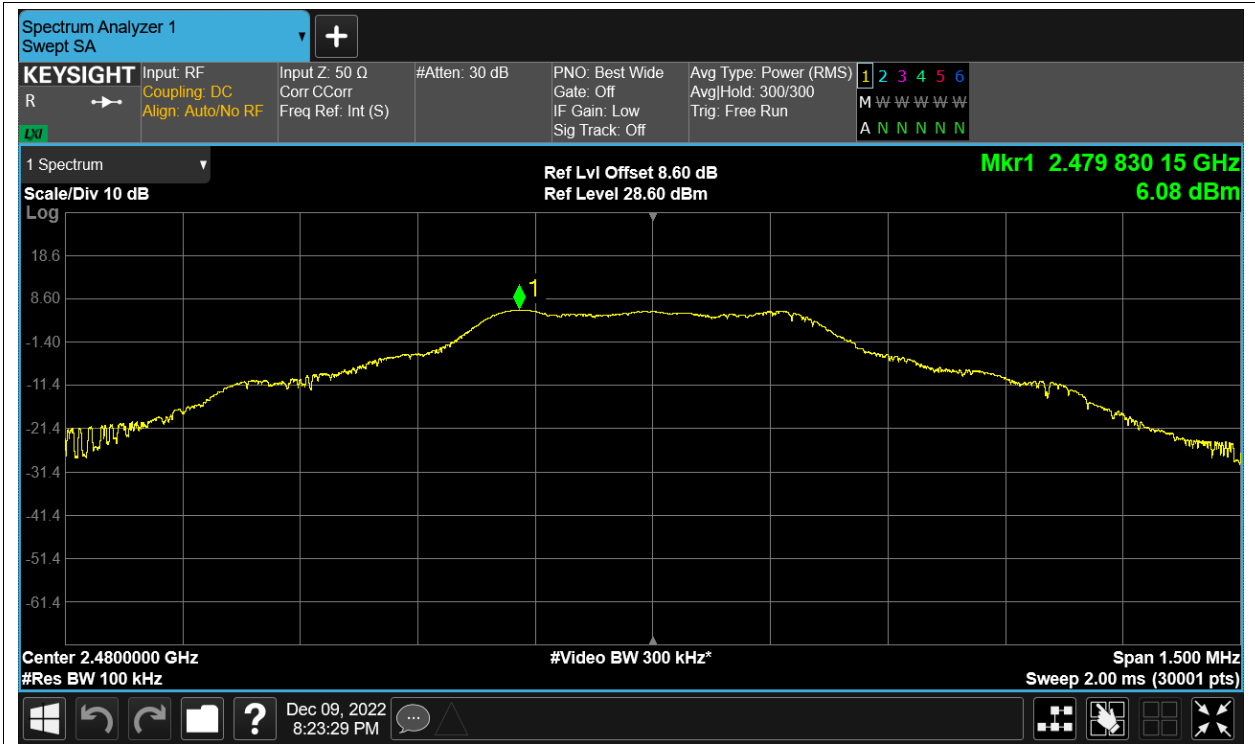 Spectrum Analyzer 1
Swept SA
+
KEYSIGHT
R
LXI
Input: RF
Coupling: DC
Align: Auto/No RF
Input Z: 50 Ω
Corr CCorr
Freq Ref: Int (S)
#Atten: 30 dB
PNO: Best Wide
Gate: Off
IF Gain: Low
Sig Track: Off
Avg Type: Power (RMS)
Avg|Hold: 300/300
Trig: Free Run
1 2 3 4 5 6
M W W W W W
A N N N N N
1 Spectrum
Scale/Div 10 dB
Ref Lvl Offset 8.60 dB
Ref Level 28.60 dBm
Mkr1 2.479 830 15 GHz
6.08 dBm
Log
18.6
8.60
-1.40
-11.4
-21.4
-31.4
-41.4
-51.4
-61.4
1
Center 2.4800000 GHz
#Res BW 100 kHz
#Video BW 300 kHz*
Span 1.500 MHz
Sweep 2.00 ms (30001 pts)
?
Dec 09, 2022
8:23:29 PM